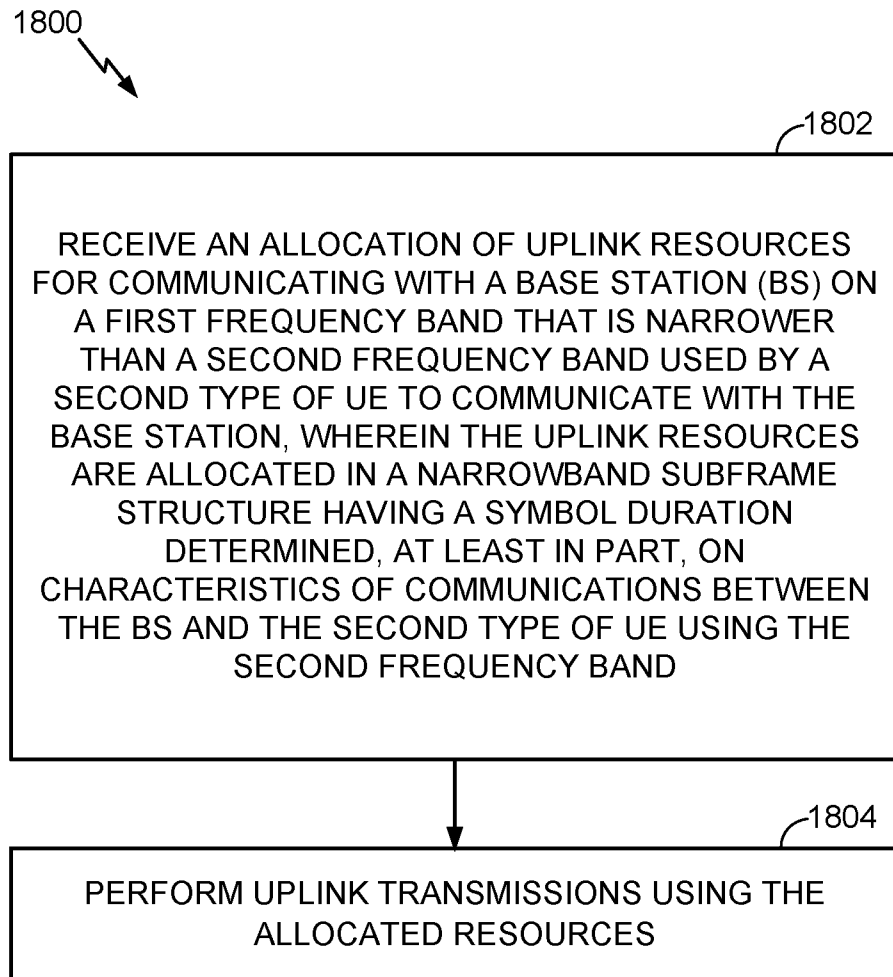 1800
1802
RECEIVE AN ALLOCATION OF UPLINK RESOURCES
FOR COMMUNICATING WITH A BASE STATION (BS) ON
A FIRST FREQUENCY BAND THAT IS NARROWER
THAN A SECOND FREQUENCY BAND USED BY A
SECOND TYPE OF UE TO COMMUNICATE WITH THE
BASE STATION, WHEREIN THE UPLINK RESOURCES
ARE ALLOCATED IN A NARROWBAND SUBFRAME
STRUCTURE HAVING A SYMBOL DURATION
DETERMINED, AT LEAST IN PART, ON
CHARACTERISTICS OF COMMUNICATIONS BETWEEN
THE BS AND THE SECOND TYPE OF UE USING THE
SECOND FREQUENCY BAND
1804
PERFORM UPLINK TRANSMISSIONS USING THE
ALLOCATED RESOURCES